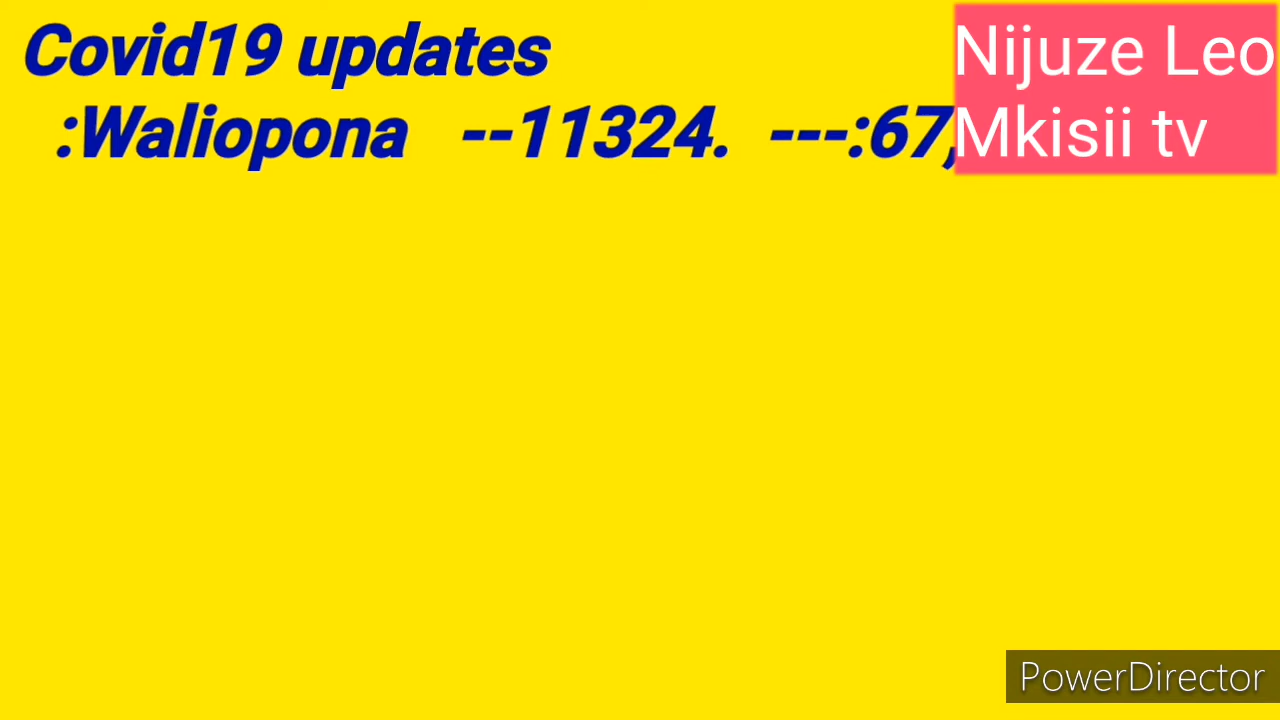 Covid19 updates
:Waliopona --11324. ---:67,
Nijuze Leo
Mkisii tv
PowerDirector